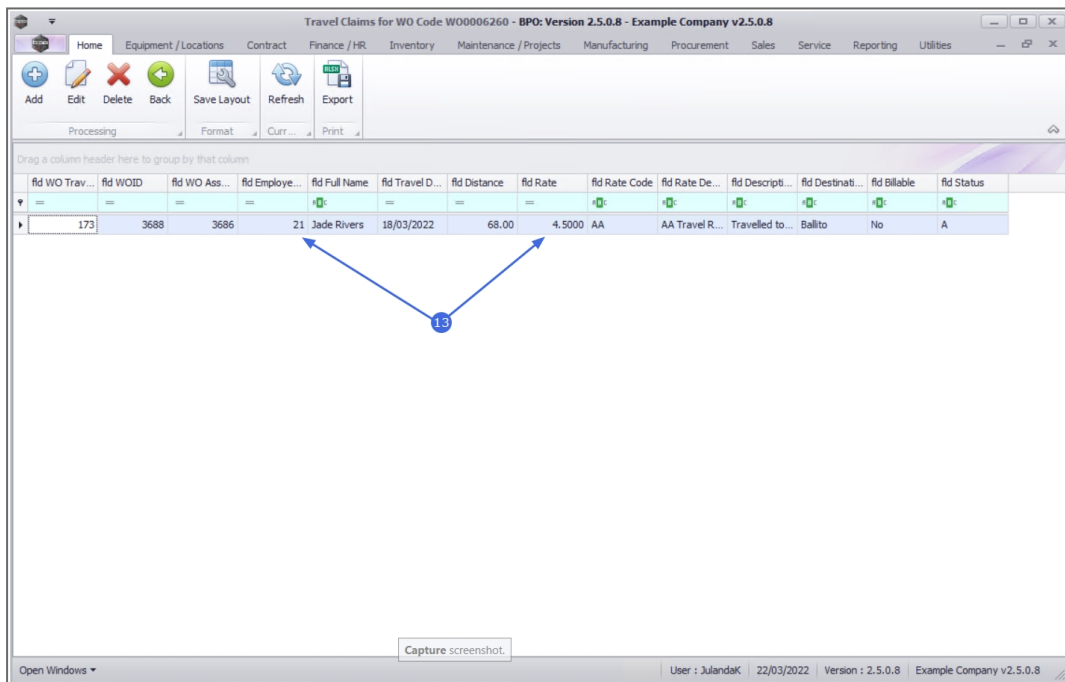 Travel Claims for WO Code WO0006260 - BPO: Version 2.5.0.8 - Example Company v2.5.0.8
Home Equipment / Locations Contract Finance / HR Inventory Maintenance / Projects Manufacturing Procurement Sales Service Reporting Utilities
Add Edit Delete Back Save Layout Refresh Export
Processing Format Curr... Print
Drag a column header here to group by that column
fld WO Trav... fld WOID fld WO Ass... fld Employe... fld Full Name fld Travel D... fld Distance fld Rate fld Rate Code fld Rate De... fld Descripti... fld Destinati... fld Billable fld Status
= = = = = = =
173 3688 3686 21 Jade Rivers 18/03/2022 68.00 4.5000 AA AA Travel R... Travelled to... Ballito No A
13
Capture screenshot.
Open Windows User : JulandaK 22/03/2022 Version : 2.5.0.8 Example Company v2.5.0.8